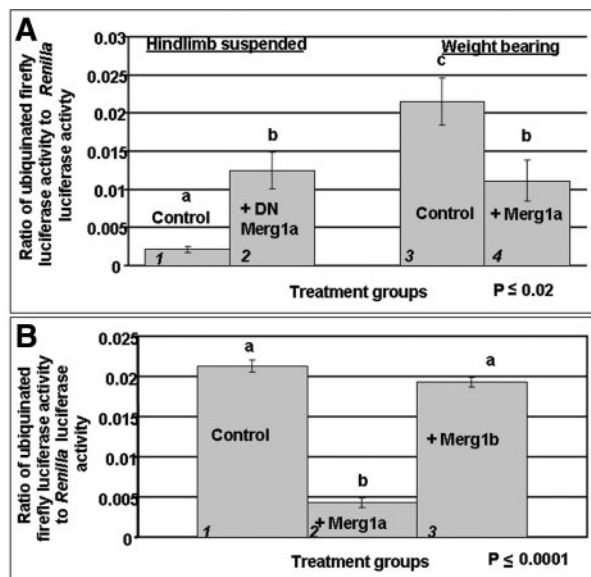 A
Ratio of ubiquinated firefly
luciferase activity to Renilla
luciferase activty
0.03
0.025
0.02
0.015
0.01
0.005
0
Hindlimb suspended
Weight bearing
a
Control
b
+ DN
Merg1a
c
Control
b
+ Merg1a
1
2
3
4
Treatment groups
P ≤ 0.02
B
Ratio of ubiquinated
firefly luciferase activity
to Renilla luciferase
activity
0.025
0.02
0.015
0.01
0.005
0
a
Control
b
+ Merg1a
a
+ Merg1b
1
2
3
Treatment groups
P ≤ 0.0001